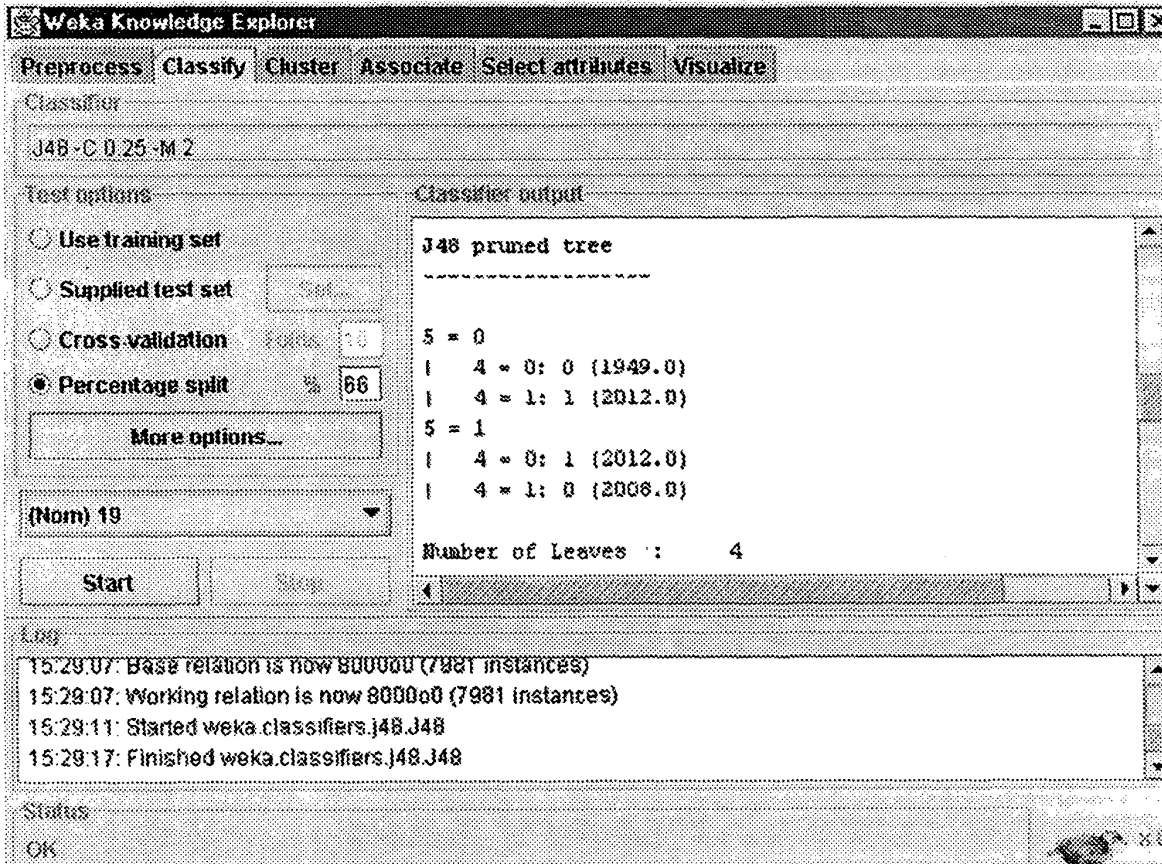 Weka Knowledge Explorer
Preprocess Classify Cluster Associate Select attributes Visualize
Classifier
J48 -C 0.25 -M 2
Test options
Use training set
Supplied test set Set...
Cross-validation Folds 10
Percentage split % 66
More options...
(Nom) 19
Start Stop
Classifier output
J48 pruned tree
------------------
5 = 0
|   4 = 0: 0 (1949.0)
|   4 = 1: 1 (2012.0)
5 = 1
|   4 = 0: 1 (2012.0)
|   4 = 1: 0 (2008.0)
Number of Leaves  :     4
Log
15:29:07: Base relation is now 8000o0 (7981 instances)
15:29:07: Working relation is now 8000o0 (7981 instances)
15:29:11: Started weka.classifiers.j48.J48
15:29:17: Finished weka.classifiers.j48.J48
Status
OK